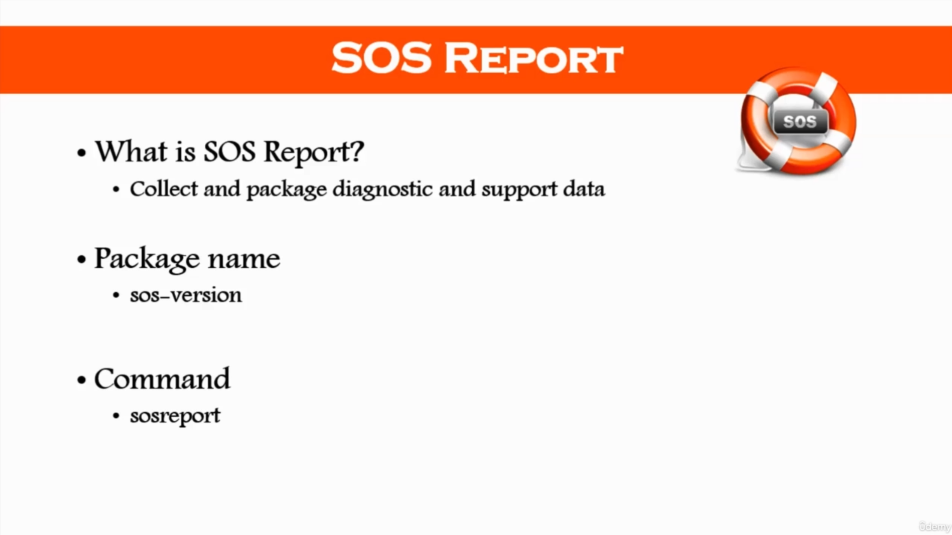 SOS REPORT
SOS
• What is SOS Report?
• Collect and package diagnostic and support data
• Package name
• sos-version
• Command
• sosreport
ûdemy